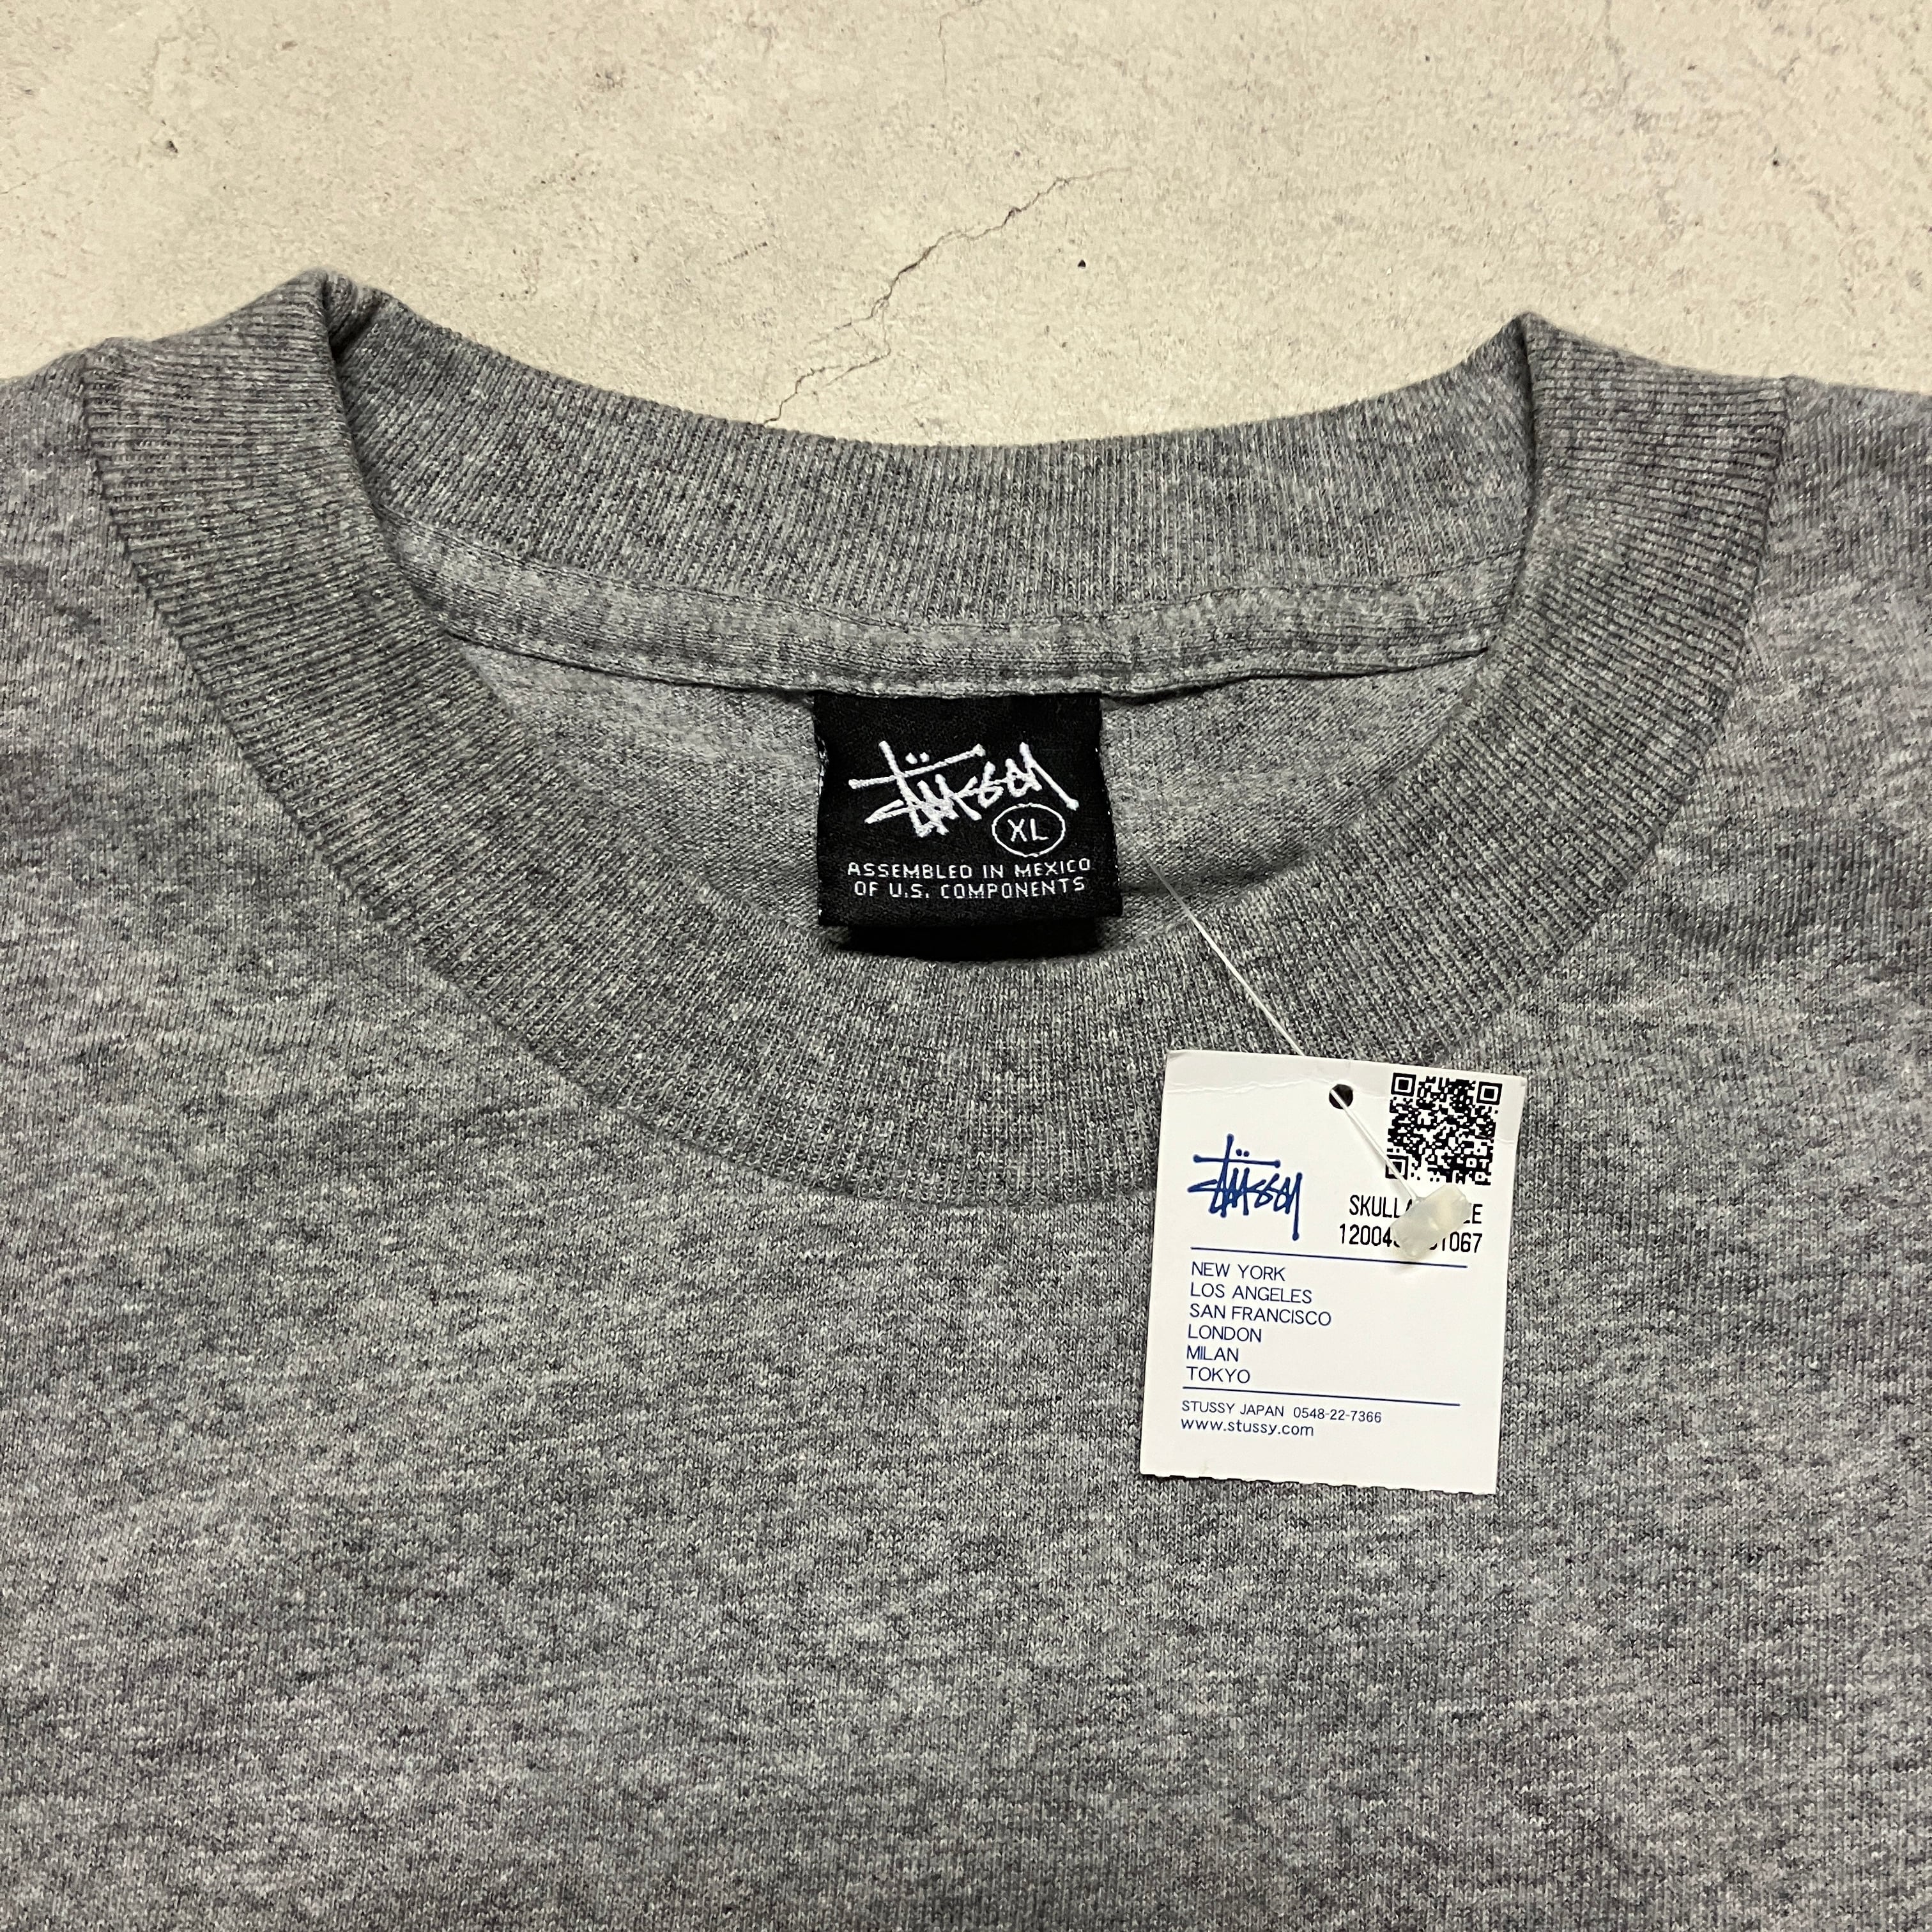 Stüssy
XL
ASSEMBLED IN MEXICO
OF U.S. COMPONENTS
Stüssy
NEW YORK
LOS ANGELES
SAN FRANCISCO
LONDON
MILAN
TOKYO
STUSSY JAPAN 0548-22-7366
www.stussy.com